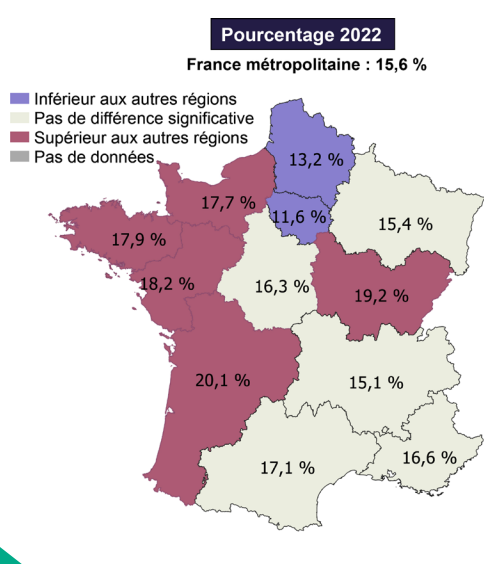 Pourcentage 2022
France métropolitaine : 15,6 %
Inférieur aux autres régions
Pas de différence significative
Supérieur aux autres régions
Pas de données
13,2 %
17,7 %
11,6 %
15,4 %
17,9 %
18,2 %
16,3 %
19,2 %
20,1 %
15,1 %
17,1 %
16,6 %